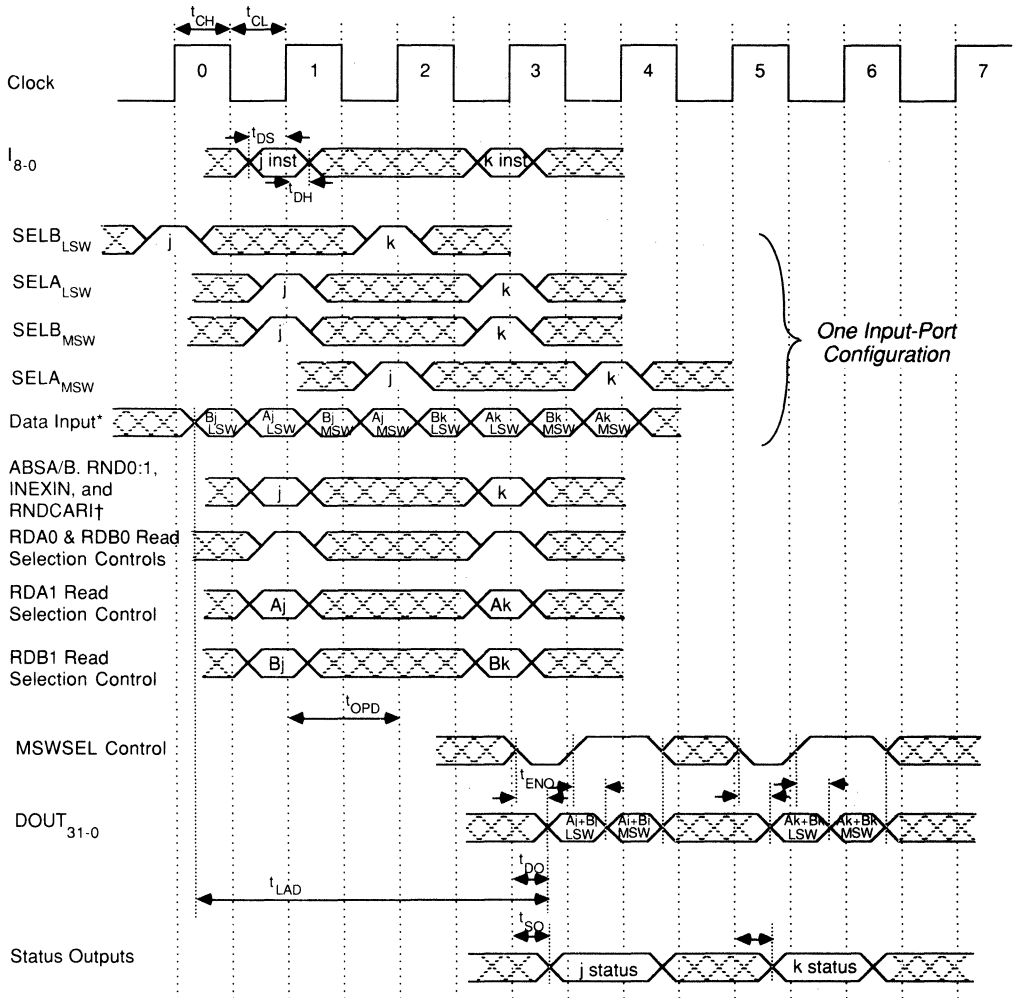 tCH tCL
Clock 0 1 2 3 4 5 6 7
tDS
I8-0 j inst k inst
tDH
SELBLSW j k
SELALSW j k
SELBMSW j k
SELAMSW j k
One Input-Port
Configuration
Data Input* Bj LSW Aj LSW Bj MSW Aj MSW Bk LSW Ak LSW Bk MSW Ak MSW
ABSA/B. RND0:1,
INEXIN, and
RNDCARI† j k
RDA0 & RDB0 Read
Selection Controls
RDA1 Read
Selection Control Aj Ak
RDB1 Read
Selection Control Bj Bk
tOPD
MSWSEL Control
tENO
DOUT31-0 Aj+Bj LSW Aj+Bj MSW Ak+Bk LSW Ak+Bk MSW
tDO
tLAD
tSO
Status Outputs j status k status